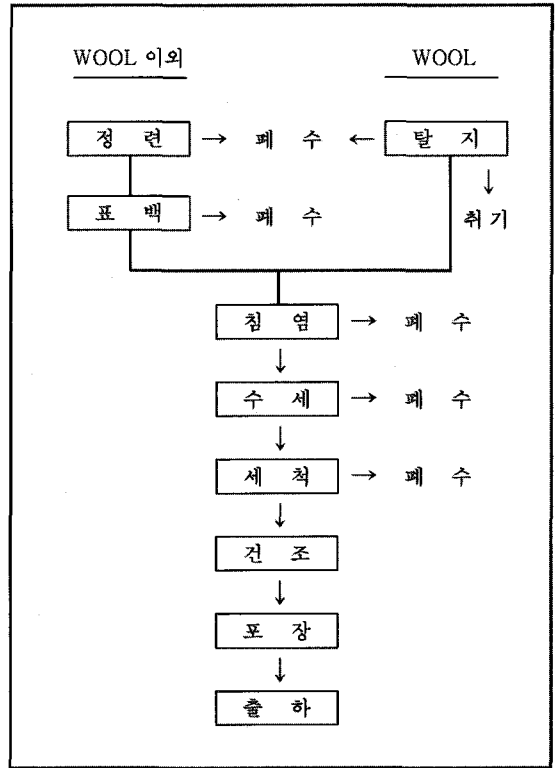 WOOL 이외 WOOL
정 련 → 폐 수 ← 탈 지
↓
표 백 → 폐 수 취기
침 염 → 폐 수
↓
수 세 → 폐 수
↓
세 척 → 폐 수
↓
건 조
↓
포 장
↓
출 하